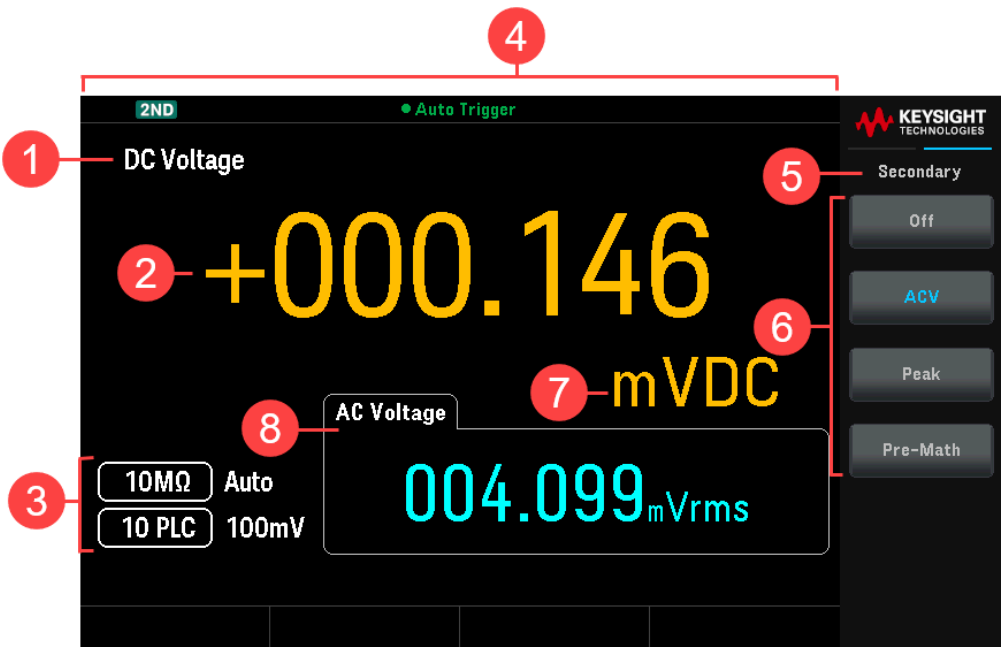 4
2ND
Auto Trigger
KEYSIGHT
TECHNOLOGIES
1
DC Voltage
5
Secondary
Off
2
+000.146
ACV
6
7
mVDC
Peak
8
AC Voltage
Pre-Math
3
10MΩ Auto
004.099mVrms
10 PLC 100mV